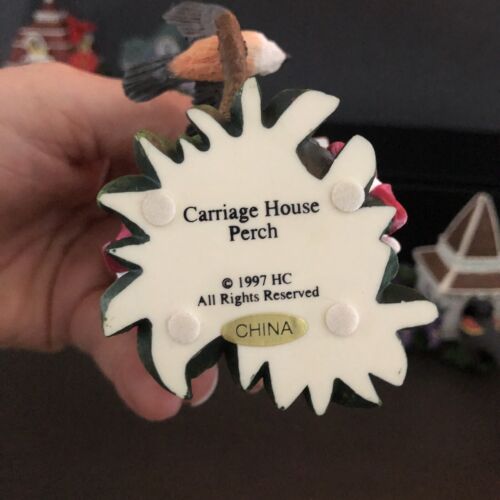 Carriage House
Perch
© 1997 HC
All Rights Reserved
CHINA